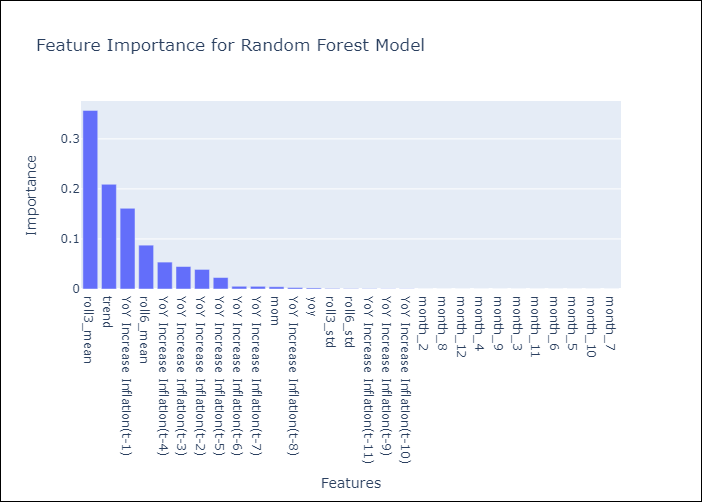 Feature Importance for Random Forest Model
Importance
0.3
0.2
0.1
0
roll3_mean
trend
YoY Increase Inflation(t-1)
roll6_mean
YoY Increase Inflation(t-4)
YoY Increase Inflation(t-3)
YoY Increase Inflation(t-2)
YoY Increase Inflation(t-5)
YoY Increase Inflation(t-6)
YoY Increase Inflation(t-7)
mom
YoY Increase Inflation(t-8)
yoy
roll3_std
roll6_std
YoY Increase Inflation(t-11)
YoY Increase Inflation(t-9)
YoY Increase Inflation(t-10)
month_2
month_8
month_12
month_4
month_9
month_3
month_11
month_6
month_5
month_10
month_7
Features